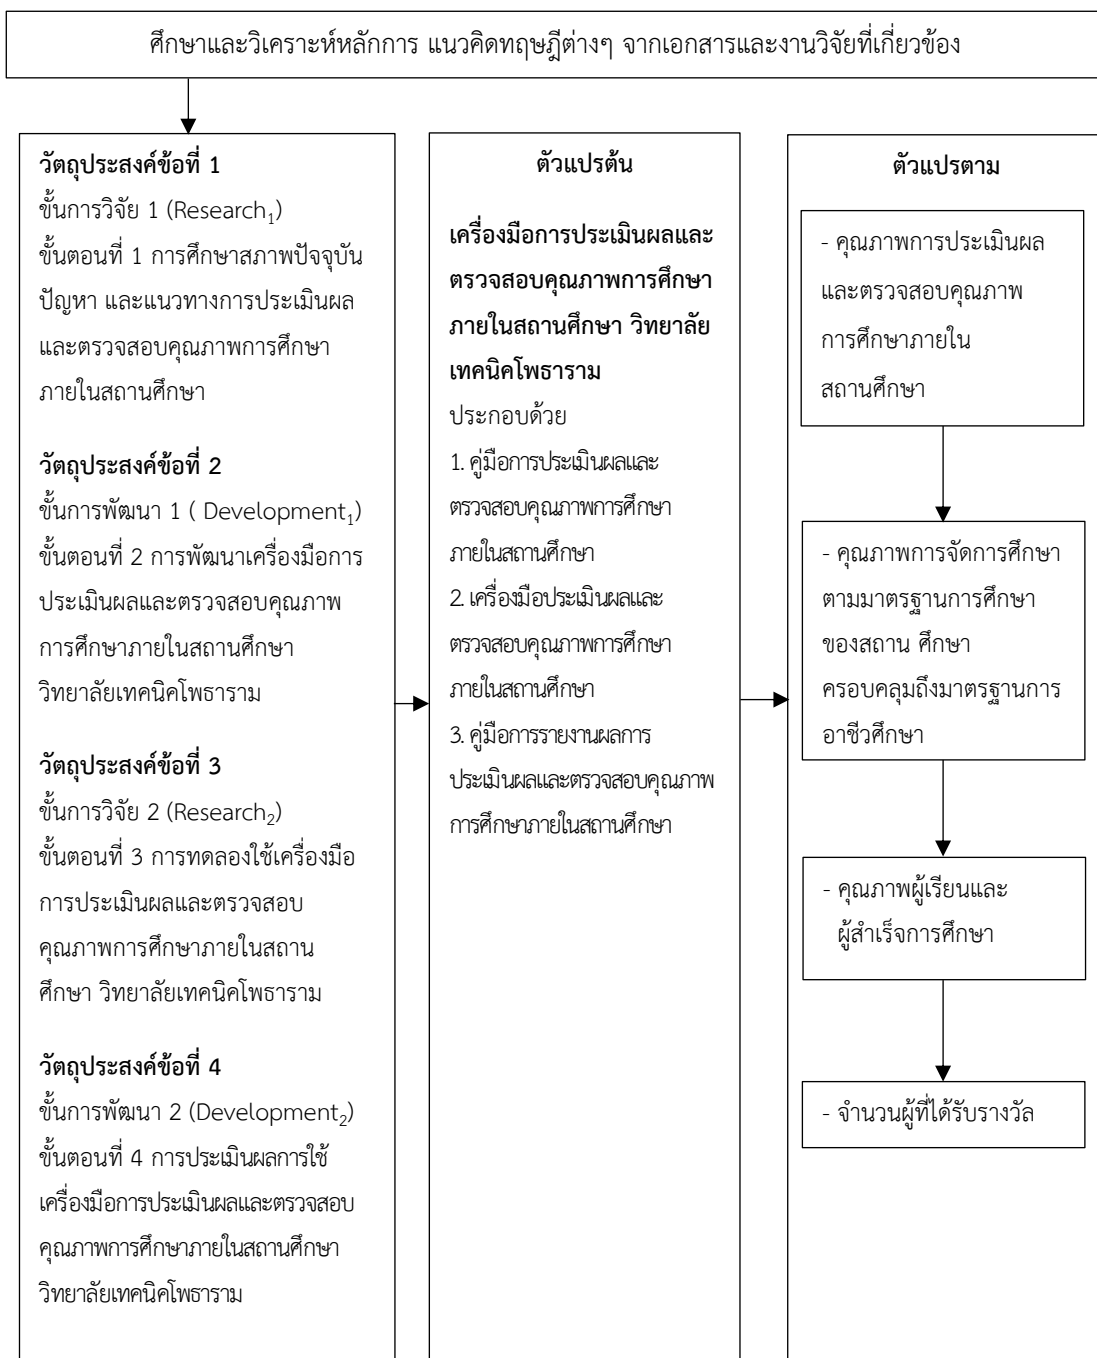 ศึกษาและวิเคราะห์หลักการ แนวคิดทฤษฎีต่างๆ จากเอกสารและงานวิจัยที่เกี่ยวข้อง
วัตถุประสงค์ข้อที่ 1
ขั้นการวิจัย 1 (Research₁)
ขั้นตอนที่ 1 การศึกษาสภาพปัจจุบัน
ปัญหา และแนวทางการประเมินผล
และตรวจสอบคุณภาพการศึกษา
ภายในสถานศึกษา
วัตถุประสงค์ข้อที่ 2
ขั้นการพัฒนา 1 ( Development₁)
ขั้นตอนที่ 2 การพัฒนาเครื่องมือการ
ประเมินผลและตรวจสอบคุณภาพ
การศึกษาภายในสถานศึกษา
วิทยาลัยเทคนิคโพธาราม
วัตถุประสงค์ข้อที่ 3
ขั้นการวิจัย 2 (Research₂)
ขั้นตอนที่ 3 การทดลองใช้เครื่องมือ
การประเมินผลและตรวจสอบ
คุณภาพการศึกษาภายในสถาน
ศึกษา วิทยาลัยเทคนิคโพธาราม
วัตถุประสงค์ข้อที่ 4
ขั้นการพัฒนา 2 (Development₂)
ขั้นตอนที่ 4 การประเมินผลการใช้
เครื่องมือการประเมินผลและตรวจสอบ
คุณภาพการศึกษาภายในสถานศึกษา
วิทยาลัยเทคนิคโพธาราม
ตัวแปรต้น
เครื่องมือการประเมินผลและ
ตรวจสอบคุณภาพการศึกษา
ภายในสถานศึกษา วิทยาลัย
เทคนิคโพธาราม
ประกอบด้วย
1. คู่มือการประเมินผลและ
ตรวจสอบคุณภาพการศึกษา
ภายในสถานศึกษา
2. เครื่องมือประเมินผลและ
ตรวจสอบคุณภาพการศึกษา
ภายในสถานศึกษา
3. คู่มือการรายงานผลการ
ประเมินผลและตรวจสอบคุณภาพ
การศึกษาภายในสถานศึกษา
ตัวแปรตาม
- คุณภาพการประเมินผล
และตรวจสอบคุณภาพ
การศึกษาภายใน
สถานศึกษา
- คุณภาพการจัดการศึกษา
ตามมาตรฐานการศึกษา
ของสถาน ศึกษา
ครอบคลุมถึงมาตรฐานการ
อาชีวศึกษา
- คุณภาพผู้เรียนและ
ผู้สำเร็จการศึกษา
- จำนวนผู้ที่ได้รับรางวัล